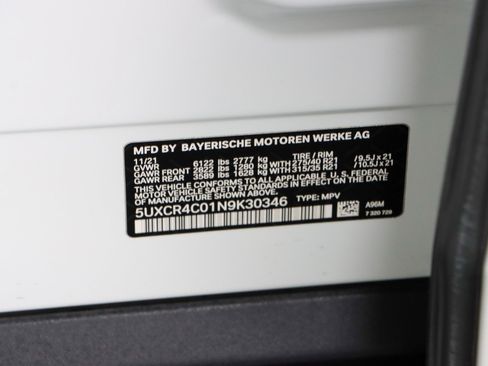 MFD BY BAYERISCHE MOTOREN WERKE AG
11/21 TIRE / RIM
GVWR 6122 lbs 2777 kg
GAWR FRONT 2822 lbs 1280 kg with 275/40 R21 / 9.5J x 21
GAWR REAR 3589 lbs 1628 kg with 315/35 R21 / 10.5J x 21
THIS VEHICLE CONFORMS TO ALL APPLICABLE U.S. FEDERAL
MOTOR VEHICLE SAFETY STANDARDS IN EFFECT ON THE DATE OF
MANUFACTURE SHOWN ABOVE.
5UXCR4C01N9K30346 TYPE: MPV
A96M
7 320 729